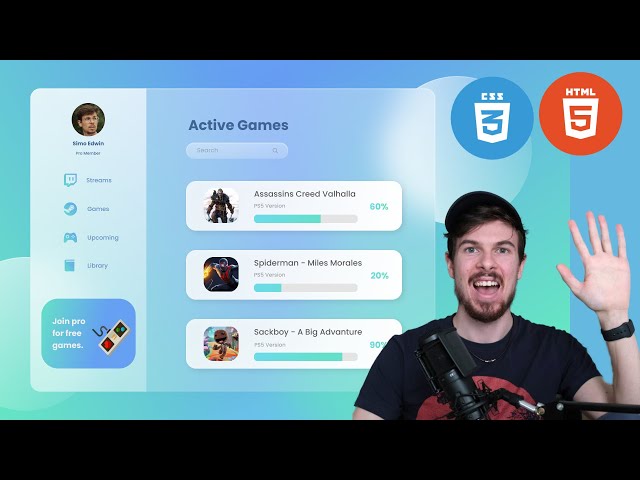 CSS
3
HTML
5
Active Games
Search
Simo Edwin
Pro Member
Streams
Games
Upcoming
Library
Join pro
for free
games.
Assassins Creed Valhalla
PS5 Version
60%
Spiderman - Miles Morales
PS5 Version
20%
Sackboy - A Big Advanture
PS5 Version
90%